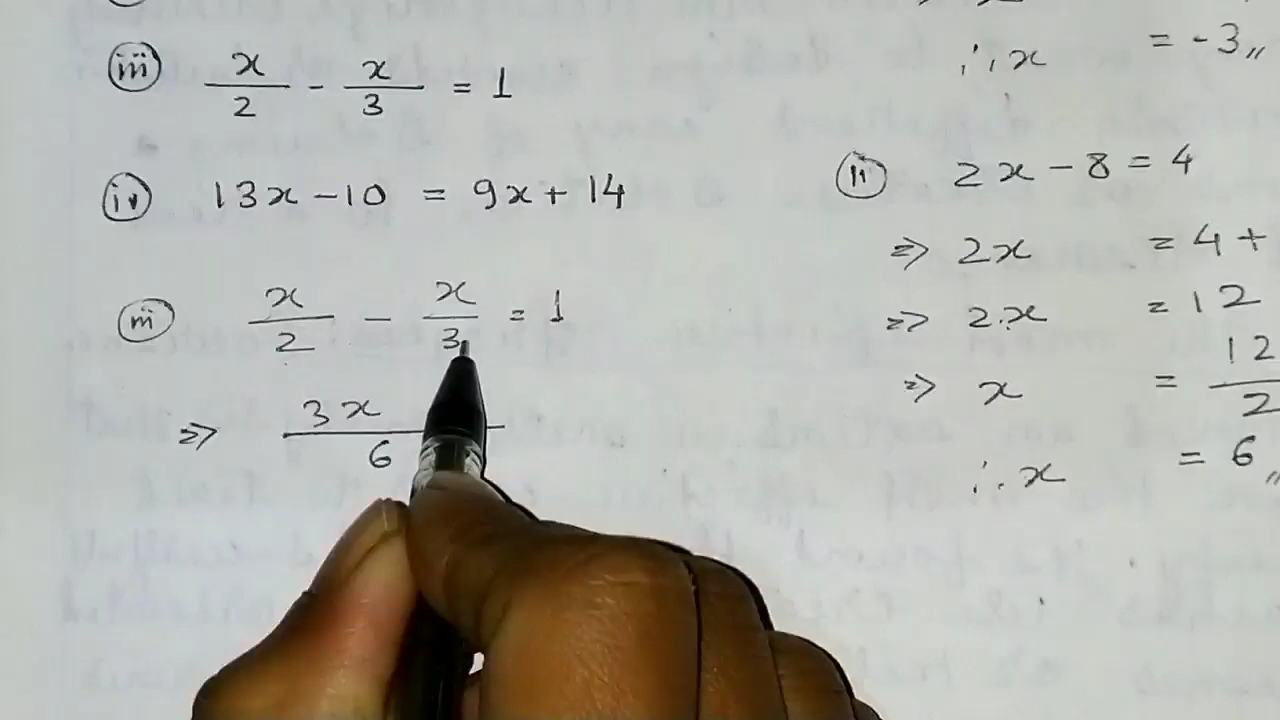 (iii) x/2 - x/3 = 1
(iv) 13x - 10 = 9x + 14
(iii) x/2 - x/3 = 1
⇒ 3x / 6
∴ x = -3,,
(ii) 2x - 8 = 4
⇒ 2x = 4 +
⇒ 2x = 12
⇒ x = 12/2
∴ x = 6,,